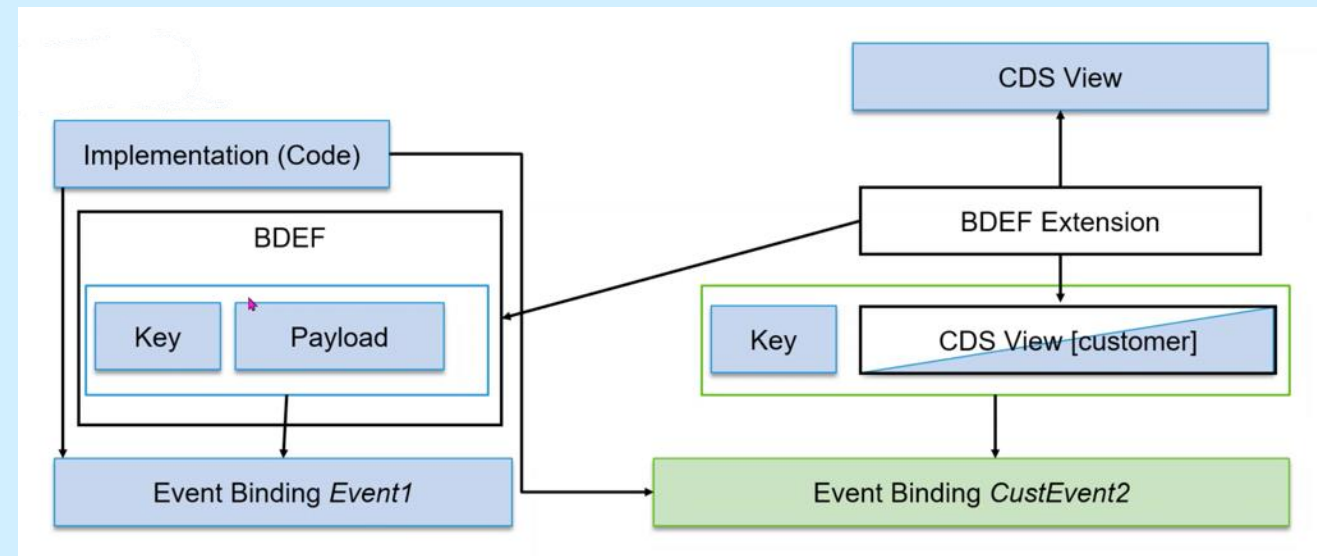 CDS View
Implementation (Code)
BDEF Extension
BDEF
Key
Payload
Key
CDS View [customer]
Event Binding Event1
Event Binding CustEvent2